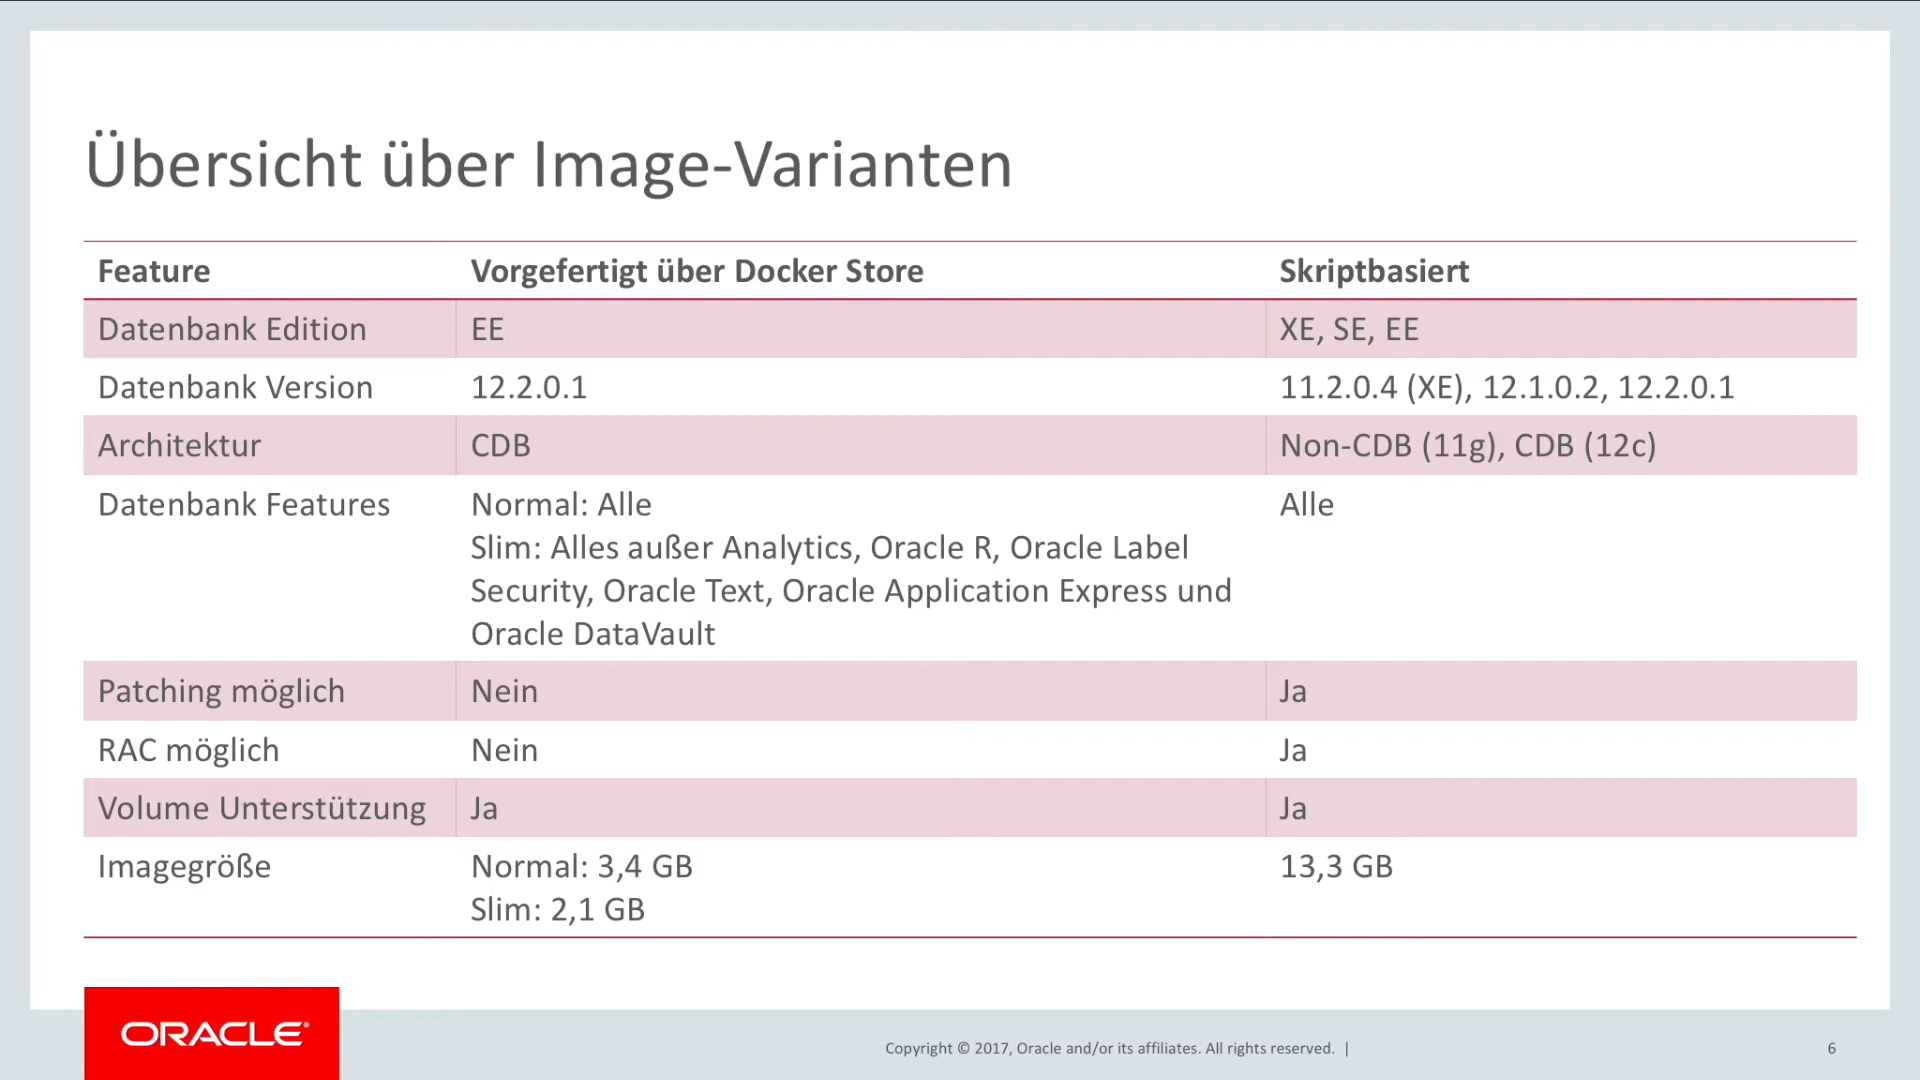 Übersicht über Image-Varianten
Feature Vorgefertigt über Docker Store Skriptbasiert
Datenbank Edition EE XE, SE, EE
Datenbank Version 12.2.0.1 11.2.0.4 (XE), 12.1.0.2, 12.2.0.1
Architektur CDB Non-CDB (11g), CDB (12c)
Datenbank Features Normal: Alle Alle
Slim: Alles außer Analytics, Oracle R, Oracle Label
Security, Oracle Text, Oracle Application Express und
Oracle DataVault
Patching möglich Nein Ja
RAC möglich Nein Ja
Volume Unterstützung Ja Ja
Imagegröße Normal: 3,4 GB 13,3 GB
Slim: 2,1 GB
ORACLE®
Copyright © 2017, Oracle and/or its affiliates. All rights reserved. | 6